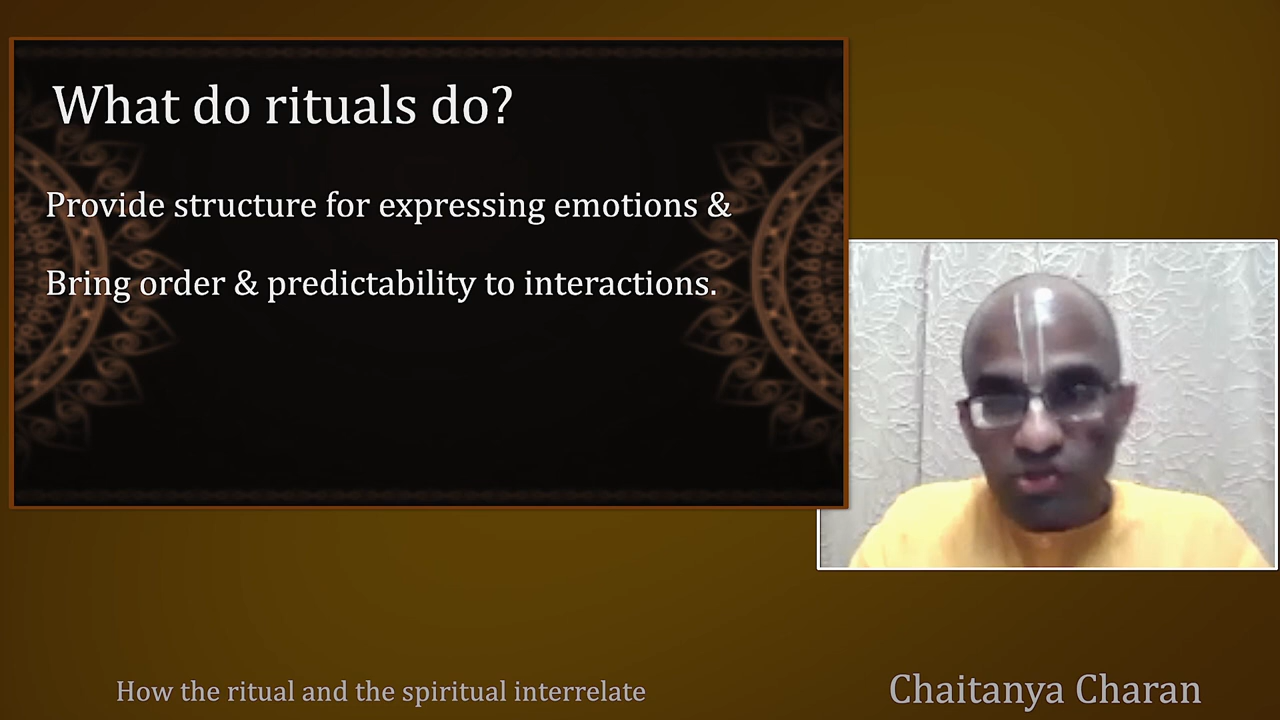 What do rituals do?
Provide structure for expressing emotions &
Bring order & predictability to interactions.
How the ritual and the spiritual interrelate
Chaitanya Charan